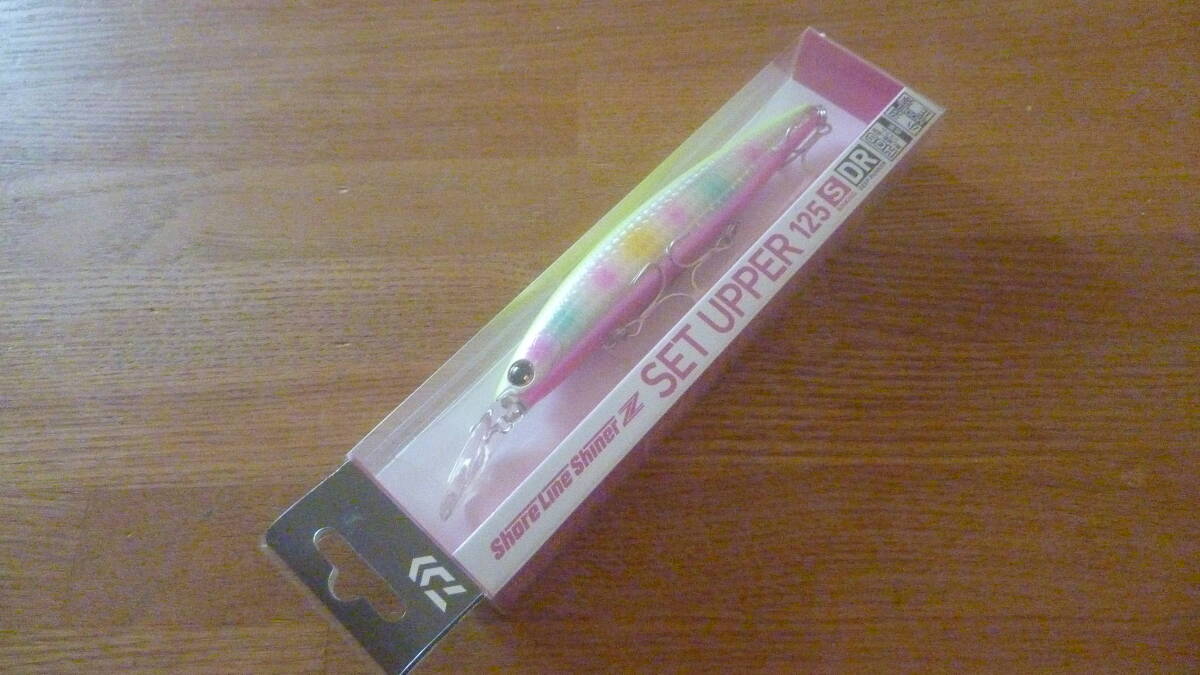 Shore Line Shiner Z
SET UPPER 125 S DR